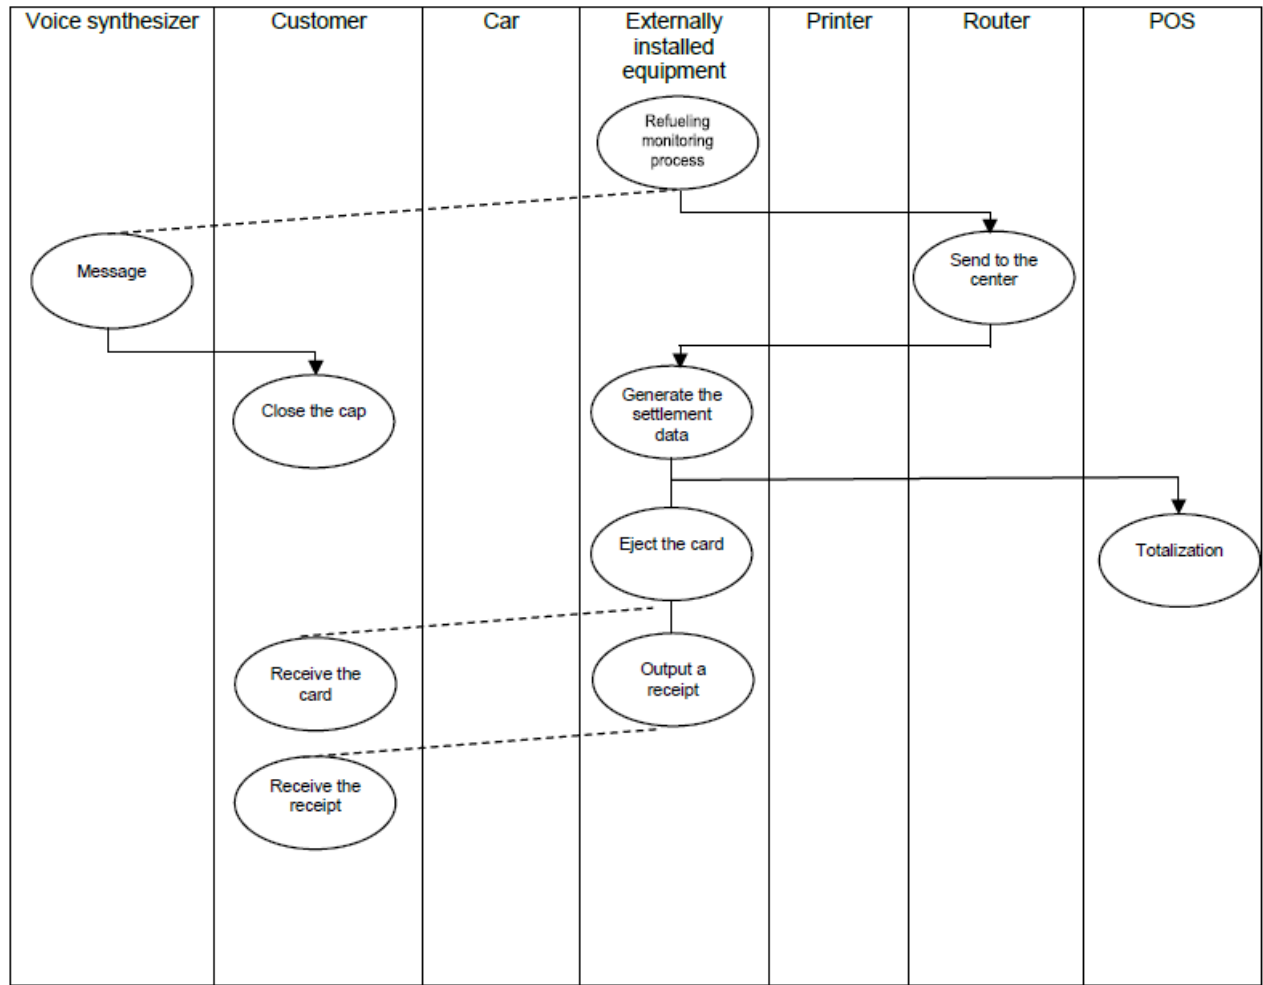 Voice synthesizer
Customer
Car
Externally
installed
equipment
Printer
Router
POS
Refueling
monitoring
process
Message
Send to the
center
Close the cap
Generate the
settlement
data
Eject the card
Totalization
Receive the
card
Output a
receipt
Receive the
receipt